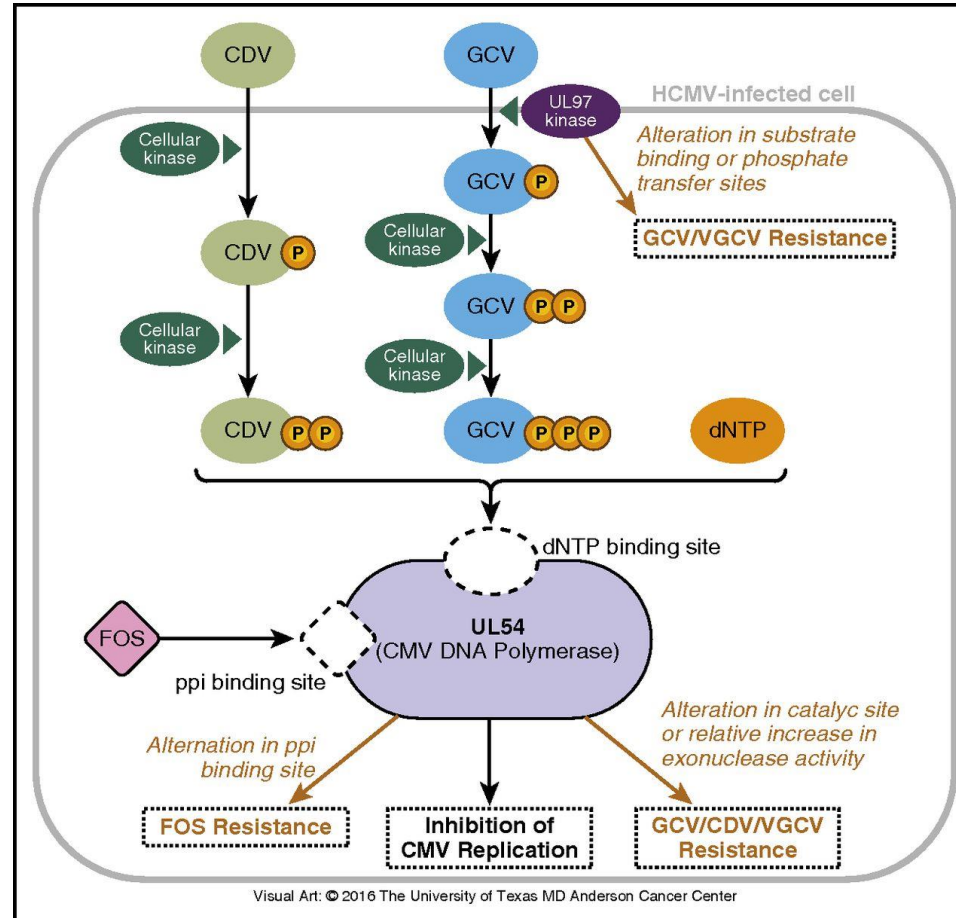 CDV
GCV
HCMV-infected cell
UL97
kinase
Alteration in substrate
binding or phosphate
transfer sites
Cellular
kinase
GCV P
GCV/VGCV Resistance
Cellular
kinase
CDV P
GCV P P
Cellular
kinase
Cellular
kinase
CDV P P
GCV P P P
dNTP
dNTP binding site
UL54
(CMV DNA Polymerase)
FOS
ppi binding site
Alternation in ppi
binding site
Alteration in catalyc site
or relative increase in
exonuclease activity
FOS Resistance
Inhibition of
CMV Replication
GCV/CDV/VGCV
Resistance
Visual Art: © 2016 The University of Texas MD Anderson Cancer Center